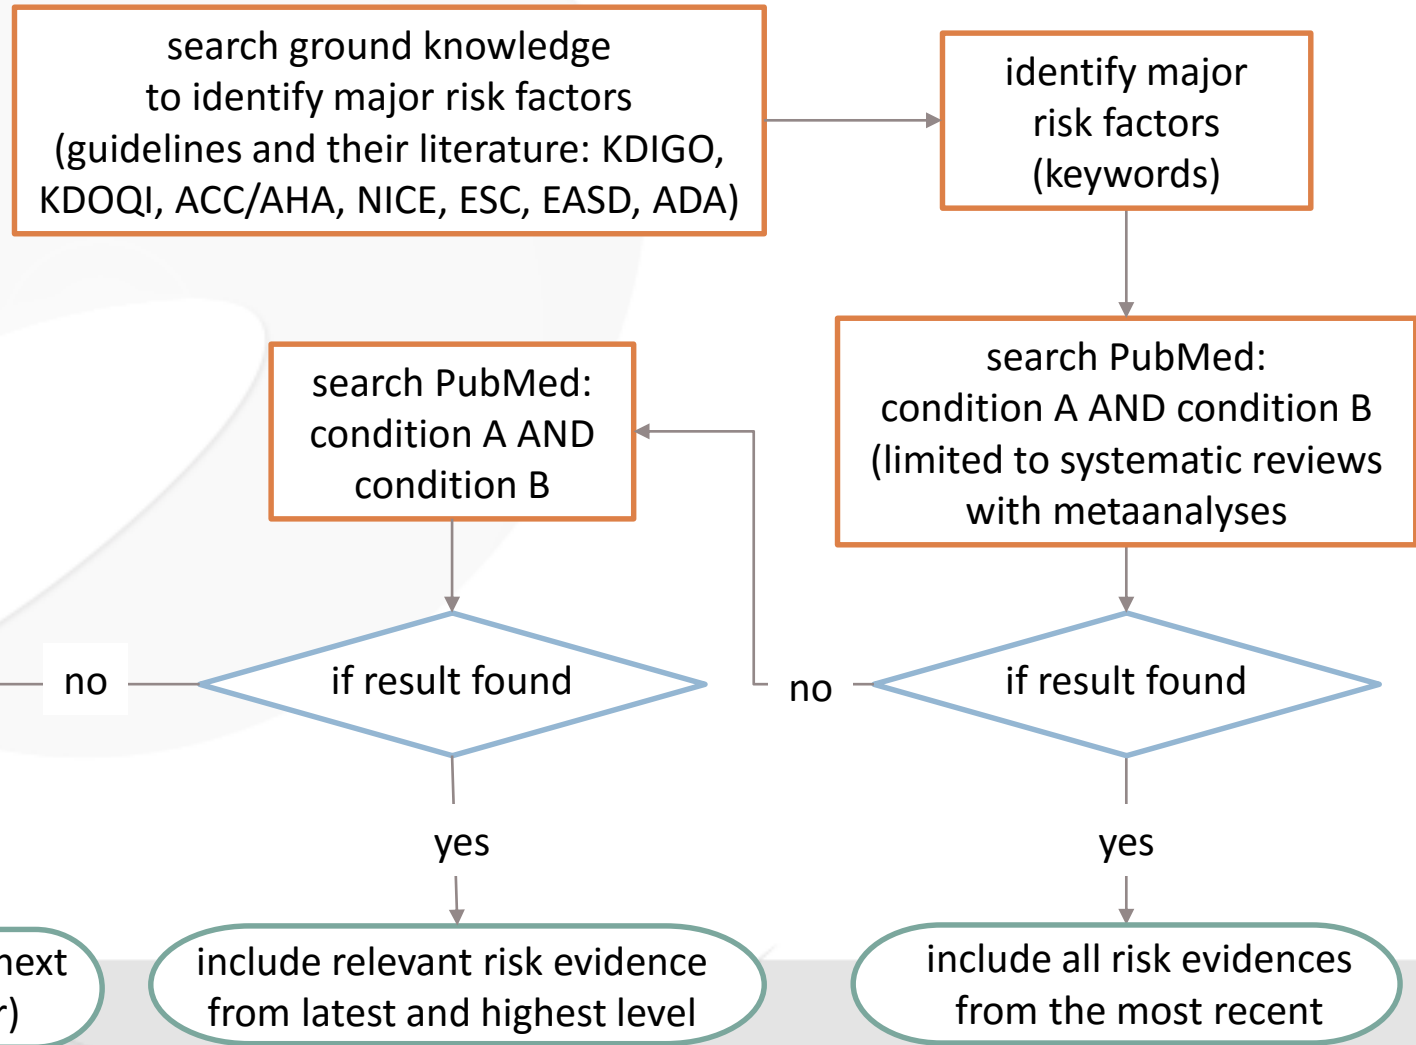 search ground knowledge
to identify major risk factors
(guidelines and their literature: KDIGO,
KDOQI, ACC/AHA, NICE, ESC, EASD, ADA)
identify major
risk factors
(keywords)
search PubMed:
condition A AND condition B
(limited to systematic reviews
with metaanalyses
search PubMed:
condition A AND
condition B
if result found
no
if result found
no
yes
yes
next
r)
include relevant risk evidence
from latest and highest level
include all risk evidences
from the most recent